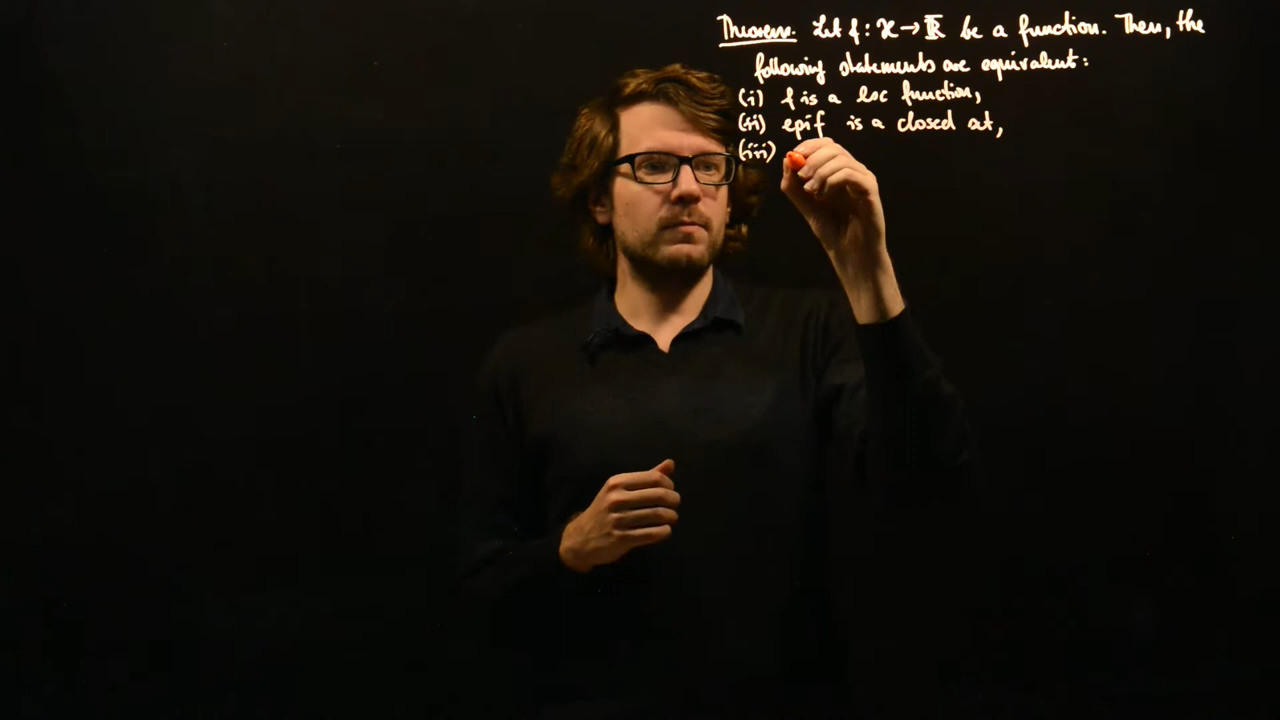 Theorem. Let f : X → R̄ be a function. Then, the
following statements are equivalent:
(i) f is a lsc function,
(ii) epi f is a closed set,
(iii)